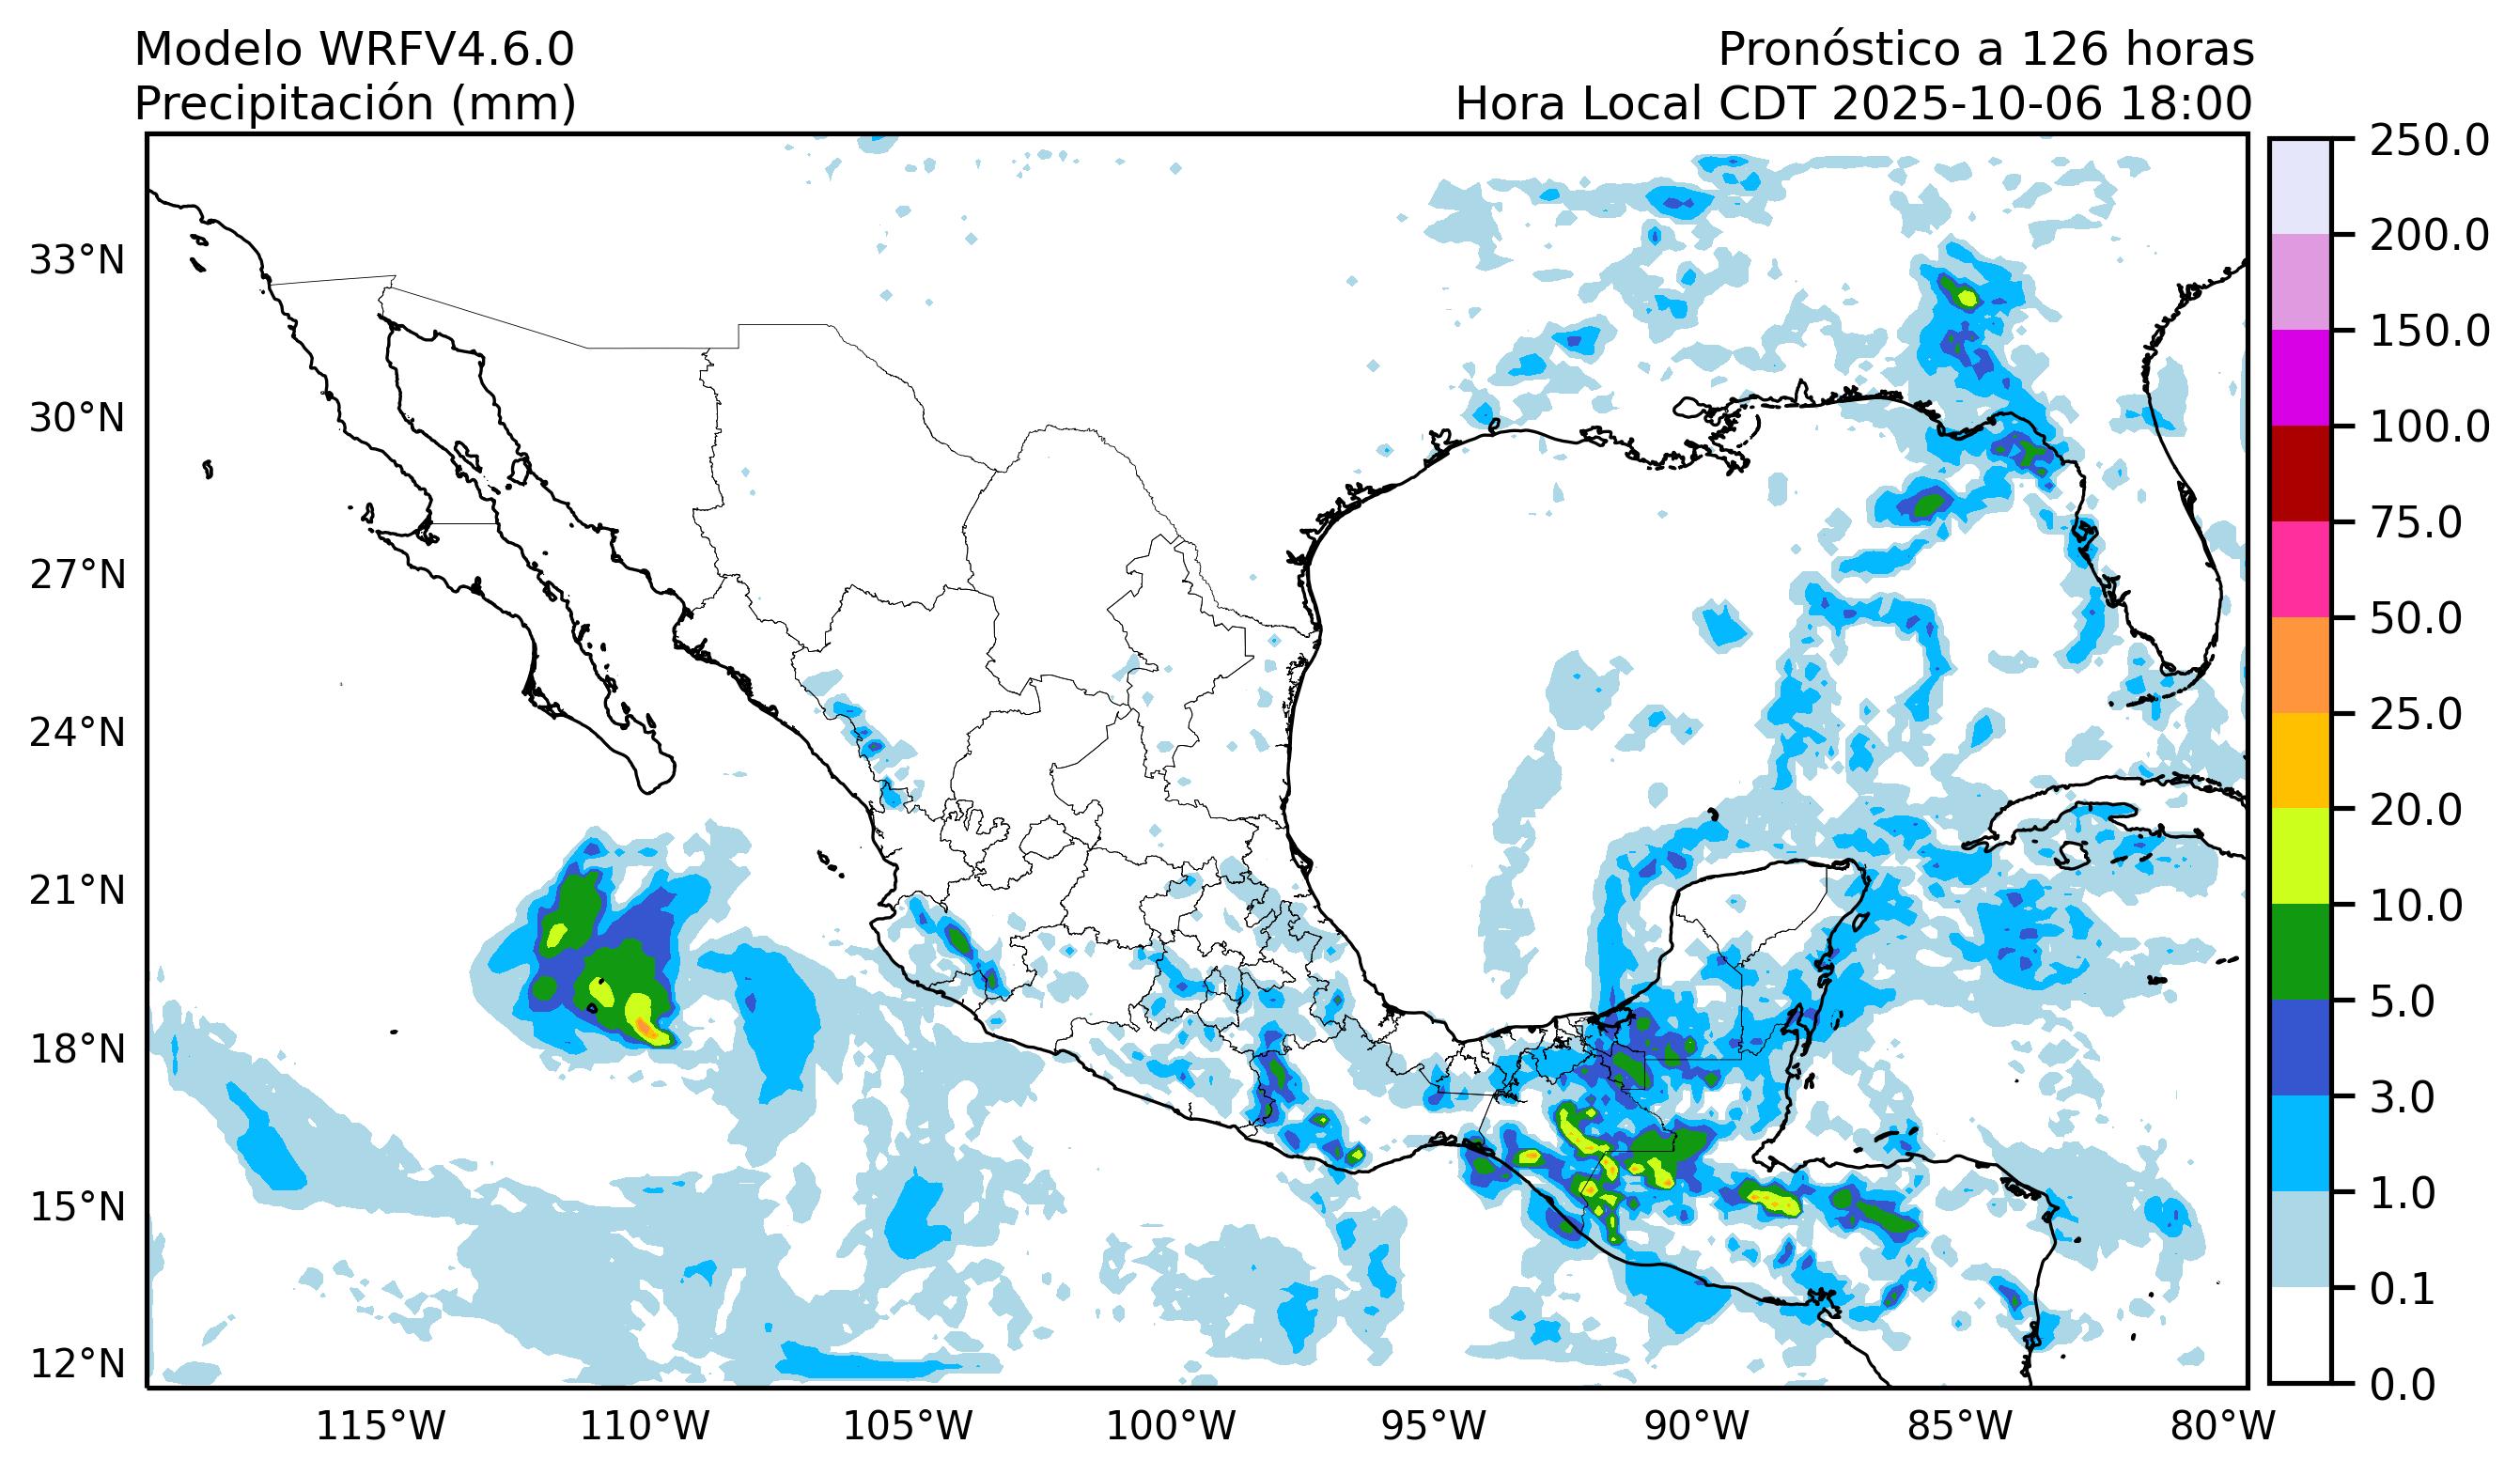 Modelo WRFV4.6.0
Precipitación (mm)
Pronóstico a 126 horas
Hora Local CDT 2025-10-06 18:00
33°N
30°N
27°N
24°N
21°N
18°N
15°N
12°N
115°W
110°W
105°W
100°W
95°W
90°W
85°W
80°W
250.0
200.0
150.0
100.0
75.0
50.0
25.0
20.0
10.0
5.0
3.0
1.0
0.1
0.0